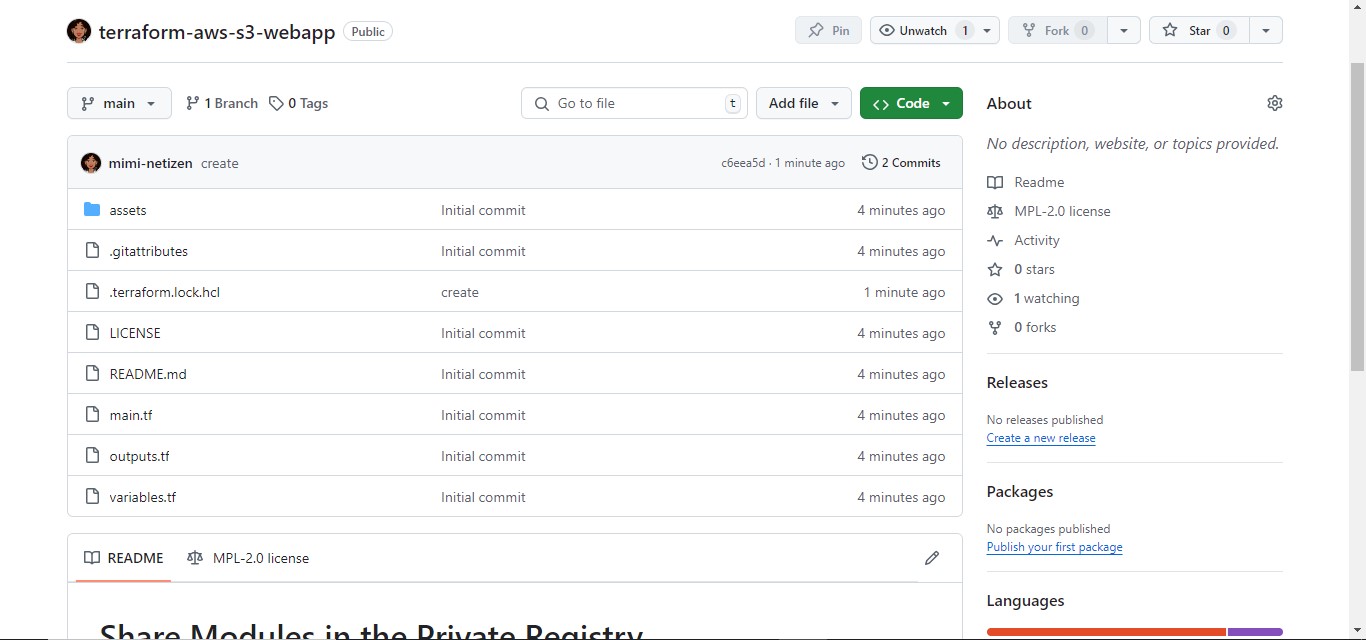 terraform-aws-s3-webapp Public Pin Unwatch 1 Fork 0 Star 0
main 1 Branch 0 Tags Go to file t Add file Code
mimi-netizen create c6eea5d · 1 minute ago 2 Commits
assets Initial commit 4 minutes ago
.gitattributes Initial commit 4 minutes ago
.terraform.lock.hcl create 1 minute ago
LICENSE Initial commit 4 minutes ago
README.md Initial commit 4 minutes ago
main.tf Initial commit 4 minutes ago
outputs.tf Initial commit 4 minutes ago
variables.tf Initial commit 4 minutes ago
README MPL-2.0 license
Share Modules in the Private Registry
About
No description, website, or topics provided.
Readme
MPL-2.0 license
Activity
0 stars
1 watching
0 forks
Releases
No releases published
Create a new release
Packages
No packages published
Publish your first package
Languages